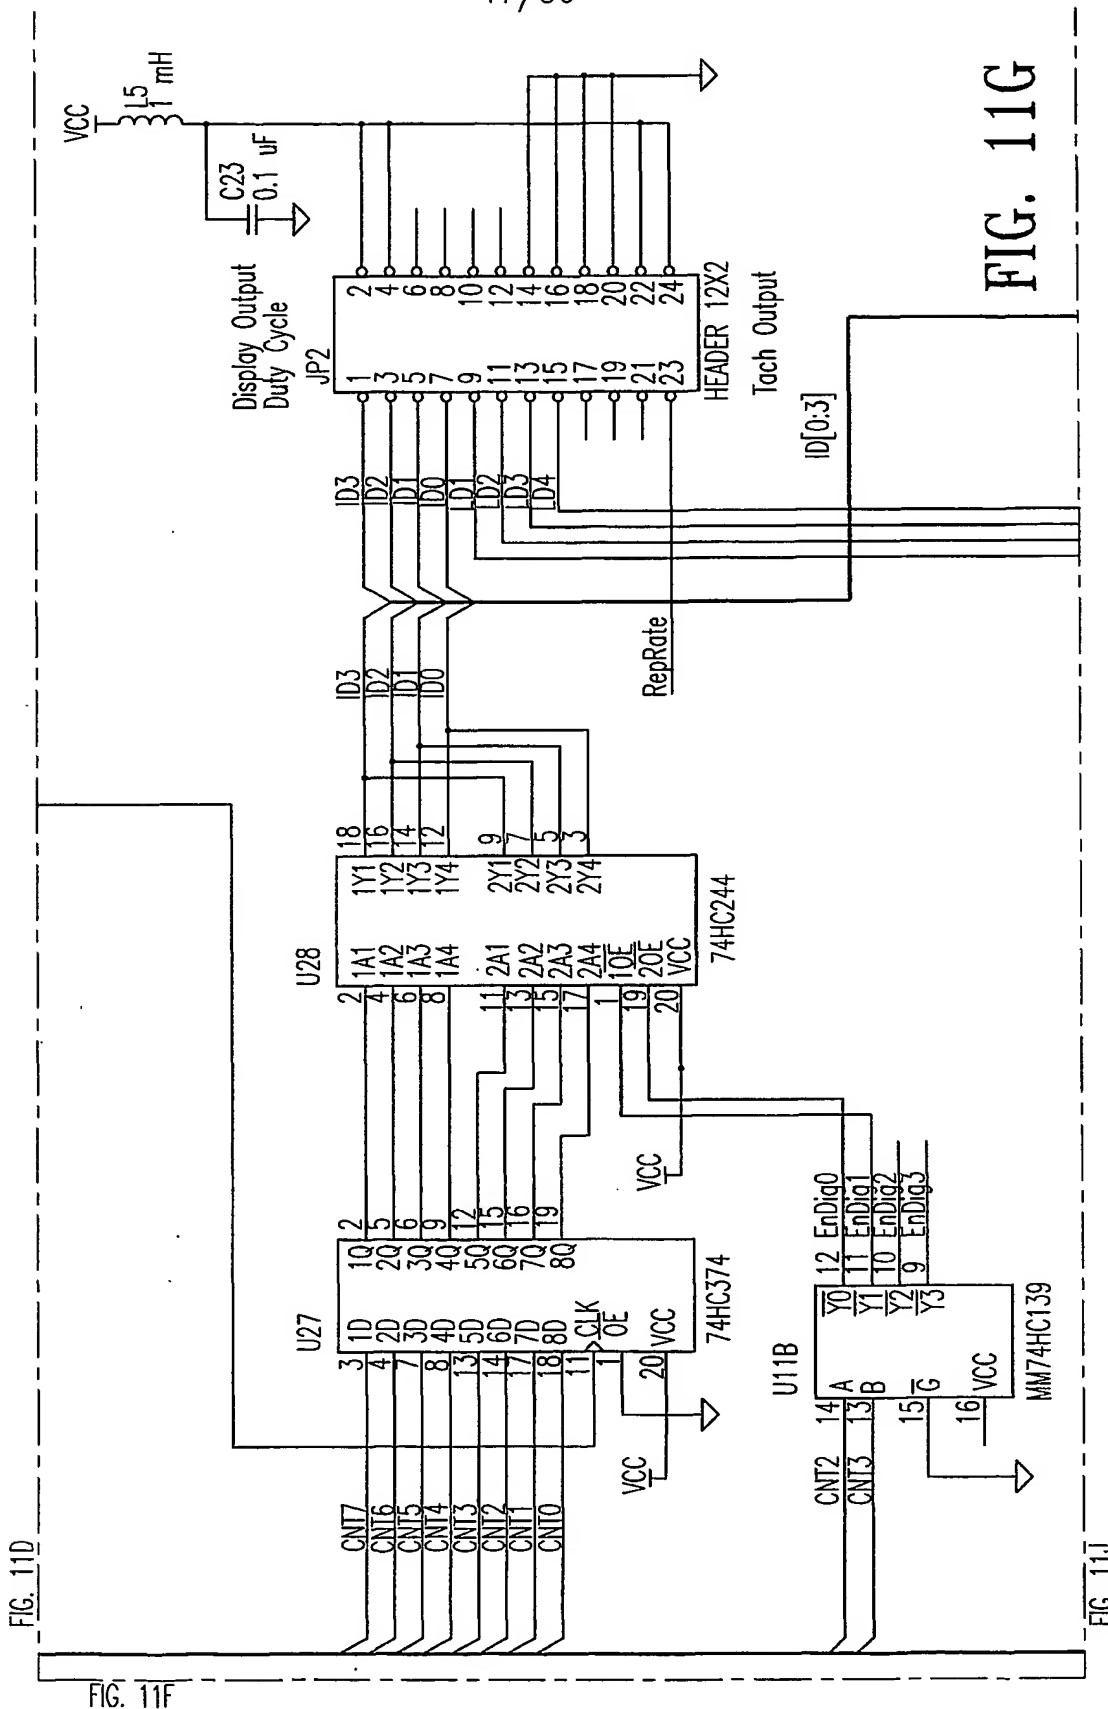 FIG. 11D
FIG. 11F
FIG. 11J
VCC
L5
1 mH
C23
0.1 uF
Display Output
Duty Cycle
JP2
1 2
3 4
5 6
7 8
9 10
11 12
13 14
15 16
17 18
19 20
21 22
23 24
HEADER 12X2
Tach Output
ID3
ID2
ID1
ID0
LD1
LD2
LD3
LD4
ID[0:3]
RepRate
ID3
ID2
ID1
ID0
U28
2 1A1 1Y1 18
4 1A2 1Y2 16
6 1A3 1Y3 14
8 1A4 1Y4 12
11 2A1 2Y1 9
13 2A2 2Y2 7
15 2A3 2Y3 5
17 2A4 2Y4 3
1 1OE
19 2OE
20 VCC
74HC244
VCC
U27
CNT7 3 1D 1Q 2
CNT6 4 2D 2Q 5
CNT5 7 3D 3Q 6
CNT4 8 4D 4Q 9
CNT3 13 5D 5Q 12
CNT2 14 6D 6Q 15
CNT1 17 7D 7Q 16
CNT0 18 8D 8Q 19
11 CLK
1 OE
20 VCC
74HC374
VCC
U11B
CNT2 14 A Y0 12 EnDig0
CNT3 13 B Y1 11 EnDig1
Y2 10 EnDig2
15 G Y3 9 EnDig3
16 VCC
MM74HC139
FIG. 11G